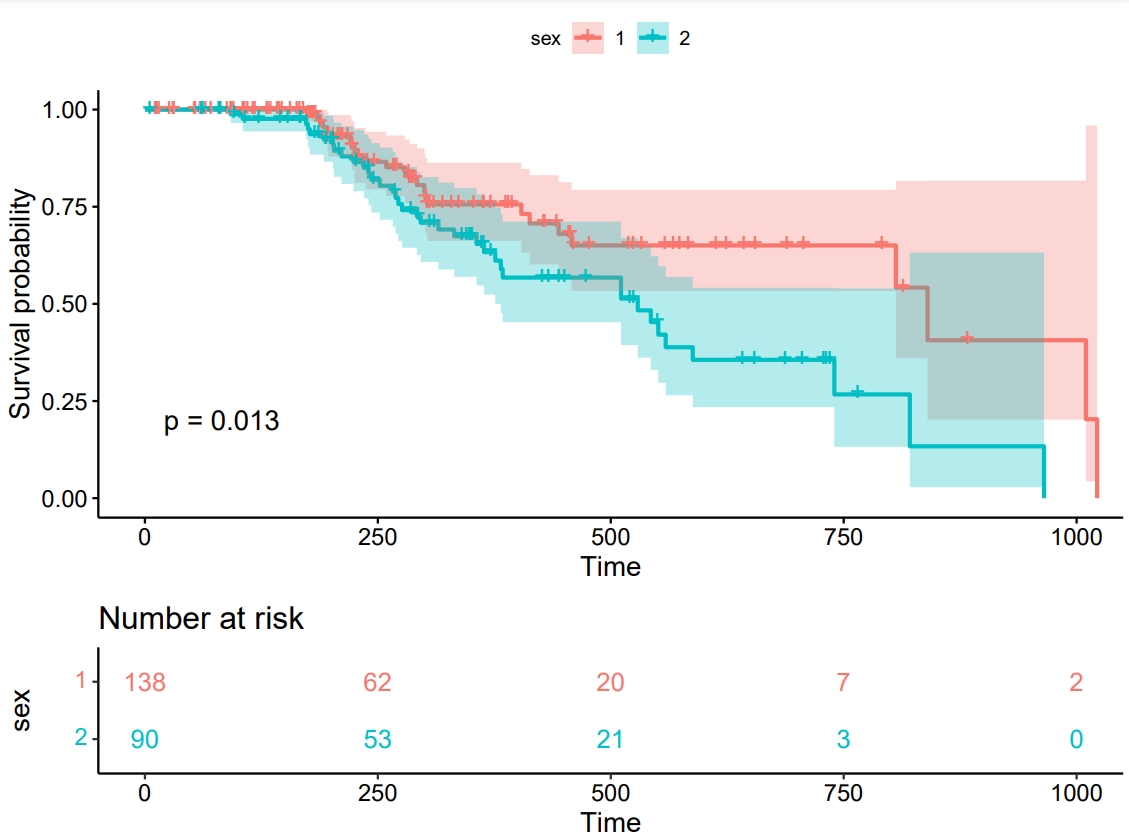 sex 1 2
1.00
0.75
0.50
0.25
0.00
Survival probability
p = 0.013
0 250 500 750 1000
Time
Number at risk
sex
1 138 62 20 7 2
2 90 53 21 3 0
0 250 500 750 1000
Time